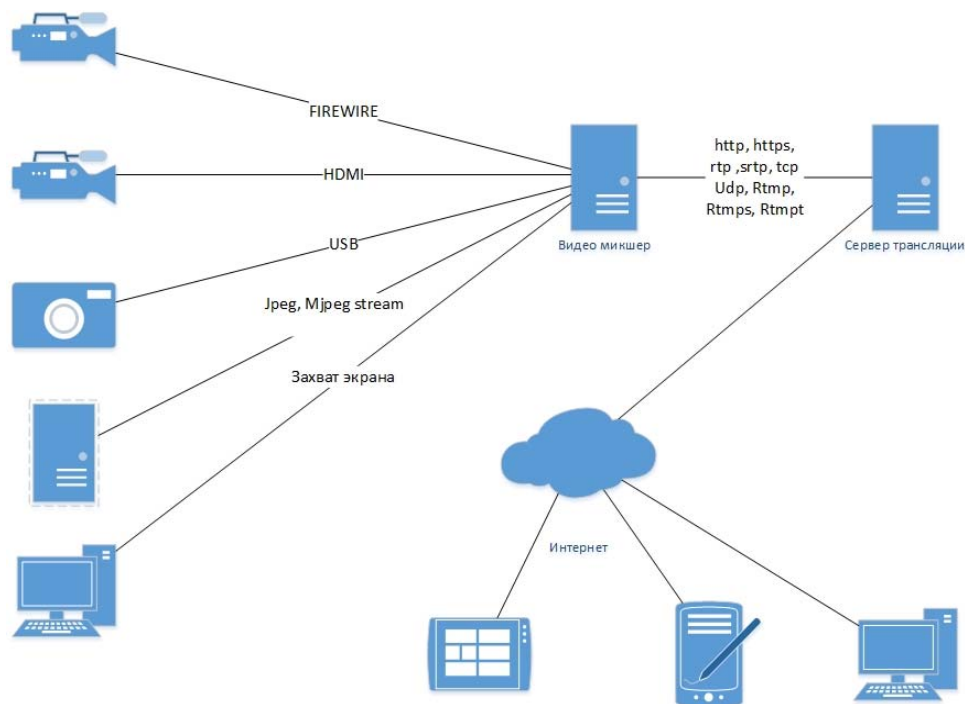 FIREWIRE
HDMI
USB
Jpeg, Mjpeg stream
Захват экрана
Видео микшер
http, https,
rtp ,srtp, tcp
Udp, Rtmp,
Rtmps, Rtmpt
Сервер трансляции
Интернет